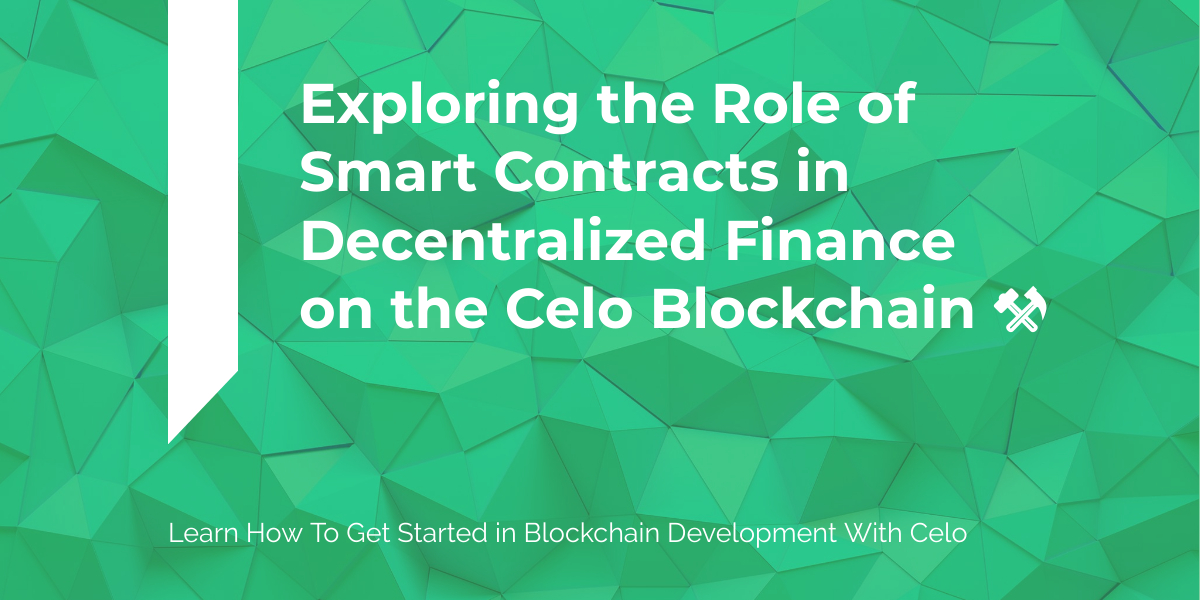 Exploring the Role of
Smart Contracts in
Decentralized Finance
on the Celo Blockchain ⚒
Learn How To Get Started in Blockchain Development With Celo